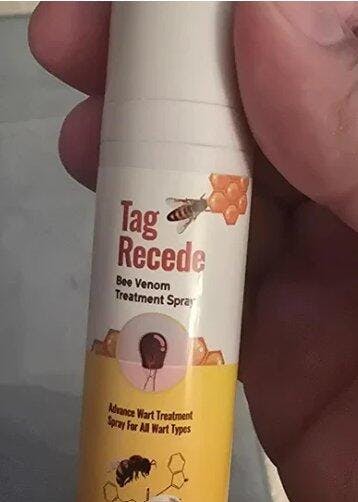 Tag
Recede
Bee Venom
Treatment Spray
Advance Wart Treatment
Spray For All Wart Types